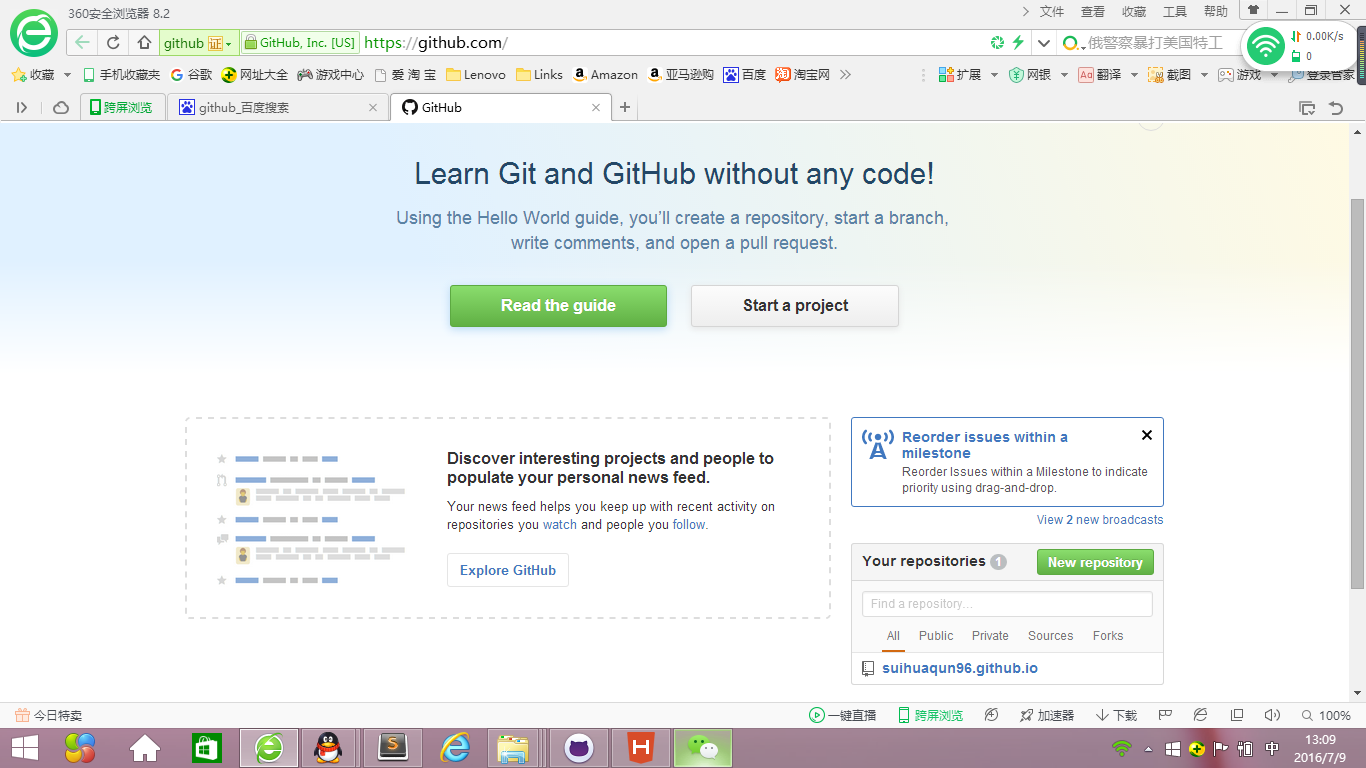 360安全浏览器 8.2
文件 查看 收藏 工具 帮助
github 证 GitHub, Inc. [US] https://github.com/ 俄警察暴打美国特工
0.00K/s
0
收藏 手机收藏夹 谷歌 网址大全 游戏中心 爱淘宝 Lenovo Links Amazon 亚马逊购 百度 淘宝网 扩展 网银 翻译 截图 游戏 登录管家
跨屏浏览 github_百度搜索 GitHub
Learn Git and GitHub without any code!
Using the Hello World guide, you’ll create a repository, start a branch,
write comments, and open a pull request.
Read the guide Start a project
Discover interesting projects and people to
populate your personal news feed.
Your news feed helps you keep up with recent activity on
repositories you watch and people you follow.
Explore GitHub
Reorder issues within a
milestone
Reorder Issues within a Milestone to indicate
priority using drag-and-drop.
View 2 new broadcasts
Your repositories 1 New repository
Find a repository...
All Public Private Sources Forks
suihuaqun96.github.io
今日特卖 一键直播 跨屏浏览 加速器 下载 100%
中
13:09
2016/7/9